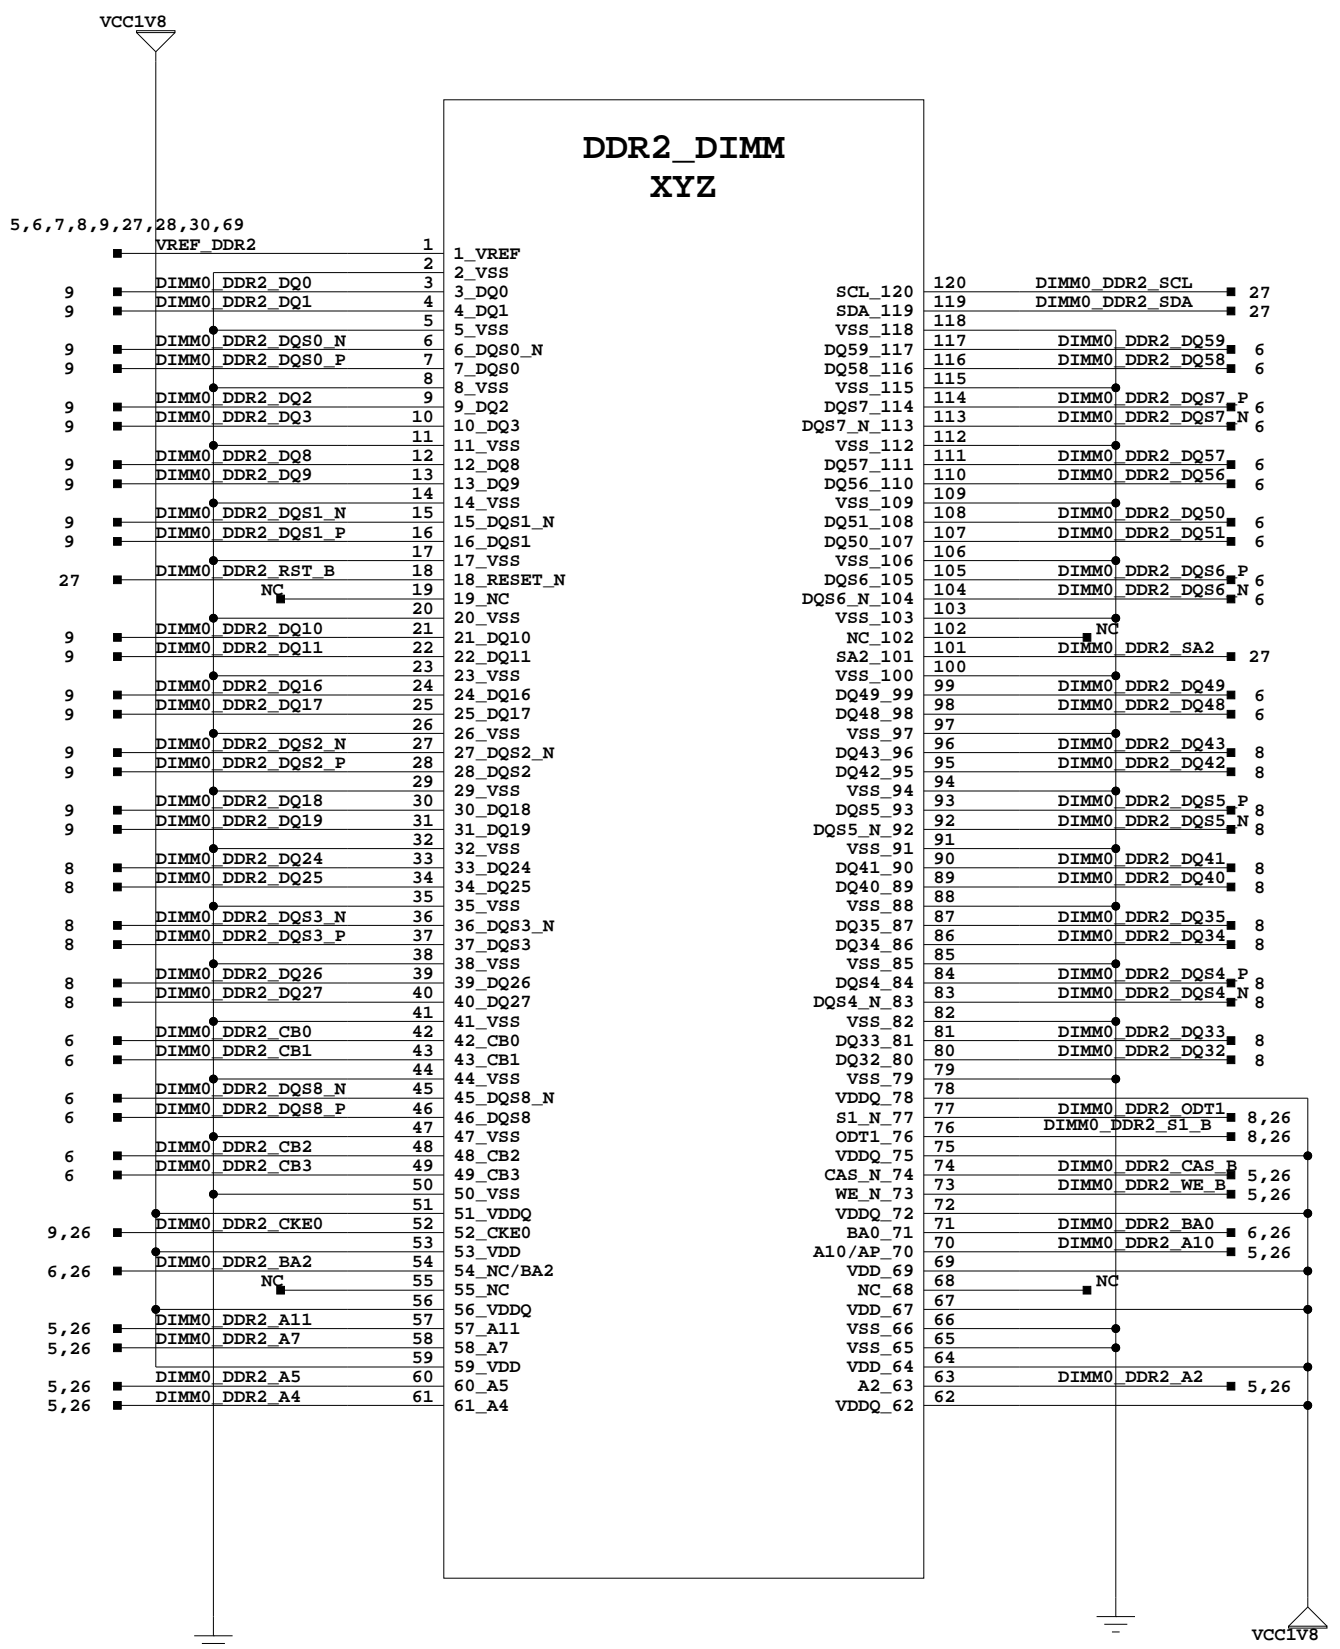 VCC1V8
DDR2_DIMM
XYZ
5,6,7,8,9,27,28,30,69
VREF_DDR2 1 1_VREF
2 2_VSS
9 DIMM0_DDR2_DQ0 3 3_DQ0
9 DIMM0_DDR2_DQ1 4 4_DQ1
5 5_VSS
9 DIMM0_DDR2_DQS0_N 6 6_DQS0_N
9 DIMM0_DDR2_DQS0_P 7 7_DQS0
8 8_VSS
9 DIMM0_DDR2_DQ2 9 9_DQ2
9 DIMM0_DDR2_DQ3 10 10_DQ3
11 11_VSS
9 DIMM0_DDR2_DQ8 12 12_DQ8
9 DIMM0_DDR2_DQ9 13 13_DQ9
14 14_VSS
9 DIMM0_DDR2_DQS1_N 15 15_DQS1_N
9 DIMM0_DDR2_DQS1_P 16 16_DQS1
17 17_VSS
27 DIMM0_DDR2_RST_B 18 18_RESET_N
NC 19 19_NC
20 20_VSS
9 DIMM0_DDR2_DQ10 21 21_DQ10
9 DIMM0_DDR2_DQ11 22 22_DQ11
23 23_VSS
9 DIMM0_DDR2_DQ16 24 24_DQ16
9 DIMM0_DDR2_DQ17 25 25_DQ17
26 26_VSS
9 DIMM0_DDR2_DQS2_N 27 27_DQS2_N
9 DIMM0_DDR2_DQS2_P 28 28_DQS2
29 29_VSS
9 DIMM0_DDR2_DQ18 30 30_DQ18
9 DIMM0_DDR2_DQ19 31 31_DQ19
32 32_VSS
8 DIMM0_DDR2_DQ24 33 33_DQ24
8 DIMM0_DDR2_DQ25 34 34_DQ25
35 35_VSS
8 DIMM0_DDR2_DQS3_N 36 36_DQS3_N
8 DIMM0_DDR2_DQS3_P 37 37_DQS3
38 38_VSS
8 DIMM0_DDR2_DQ26 39 39_DQ26
8 DIMM0_DDR2_DQ27 40 40_DQ27
41 41_VSS
6 DIMM0_DDR2_CB0 42 42_CB0
6 DIMM0_DDR2_CB1 43 43_CB1
44 44_VSS
6 DIMM0_DDR2_DQS8_N 45 45_DQS8_N
6 DIMM0_DDR2_DQS8_P 46 46_DQS8
47 47_VSS
6 DIMM0_DDR2_CB2 48 48_CB2
6 DIMM0_DDR2_CB3 49 49_CB3
50 50_VSS
51 51_VDDQ
9,26 DIMM0_DDR2_CKE0 52 52_CKE0
53 53_VDD
6,26 DIMM0_DDR2_BA2 54 54_NC/BA2
NC 55 55_NC
56 56_VDDQ
5,26 DIMM0_DDR2_A11 57 57_A11
5,26 DIMM0_DDR2_A7 58 58_A7
59 59_VDD
5,26 DIMM0_DDR2_A5 60 60_A5
5,26 DIMM0_DDR2_A4 61 61_A4
SCL_120 120 DIMM0_DDR2_SCL 27
SDA_119 119 DIMM0_DDR2_SDA 27
VSS_118 118
DQ59_117 117 DIMM0_DDR2_DQ59 6
DQ58_116 116 DIMM0_DDR2_DQ58 6
VSS_115 115
DQS7_114 114 DIMM0_DDR2_DQS7_P 6
DQS7_N_113 113 DIMM0_DDR2_DQS7_N 6
VSS_112 112
DQ57_111 111 DIMM0_DDR2_DQ57 6
DQ56_110 110 DIMM0_DDR2_DQ56 6
VSS_109 109
DQ51_108 108 DIMM0_DDR2_DQ50 6
DQ50_107 107 DIMM0_DDR2_DQ51 6
VSS_106 106
DQS6_105 105 DIMM0_DDR2_DQS6_P 6
DQS6_N_104 104 DIMM0_DDR2_DQS6_N 6
VSS_103 103
NC_102 102 NC
SA2_101 101 DIMM0_DDR2_SA2 27
VSS_100 100
DQ49_99 99 DIMM0_DDR2_DQ49 6
DQ48_98 98 DIMM0_DDR2_DQ48 6
VSS_97 97
DQ43_96 96 DIMM0_DDR2_DQ43 8
DQ42_95 95 DIMM0_DDR2_DQ42 8
VSS_94 94
DQS5_93 93 DIMM0_DDR2_DQS5_P 8
DQS5_N_92 92 DIMM0_DDR2_DQS5_N 8
VSS_91 91
DQ41_90 90 DIMM0_DDR2_DQ41 8
DQ40_89 89 DIMM0_DDR2_DQ40 8
VSS_88 88
DQ35_87 87 DIMM0_DDR2_DQ35 8
DQ34_86 86 DIMM0_DDR2_DQ34 8
VSS_85 85
DQS4_84 84 DIMM0_DDR2_DQS4_P 8
DQS4_N_83 83 DIMM0_DDR2_DQS4_N 8
VSS_82 82
DQ33_81 81 DIMM0_DDR2_DQ33 8
DQ32_80 80 DIMM0_DDR2_DQ32 8
VSS_79 79
VDDQ_78 78
S1_N_77 77 DIMM0_DDR2_ODT1 8,26
ODT1_76 76 DIMM0_DDR2_S1_B 8,26
VDDQ_75 75
CAS_N_74 74 DIMM0_DDR2_CAS_B 5,26
WE_N_73 73 DIMM0_DDR2_WE_B 5,26
VDDQ_72 72
BA0_71 71 DIMM0_DDR2_BA0 6,26
A10/AP_70 70 DIMM0_DDR2_A10 5,26
VDD_69 69
NC_68 68 NC
VDD_67 67
VSS_66 66
VSS_65 65
VDD_64 64
A2_63 63 DIMM0_DDR2_A2 5,26
VDDQ_62 62
VCC1V8